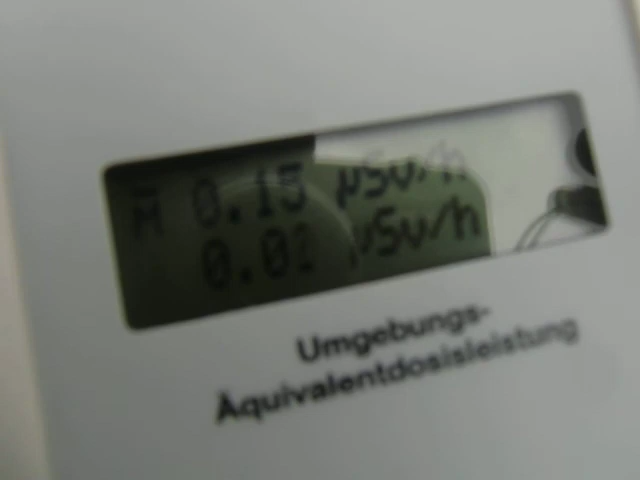 M̄ 0.15 µSv/h
0.01 µSv/h
Umgebungs-
Äquivalentdosisleistung